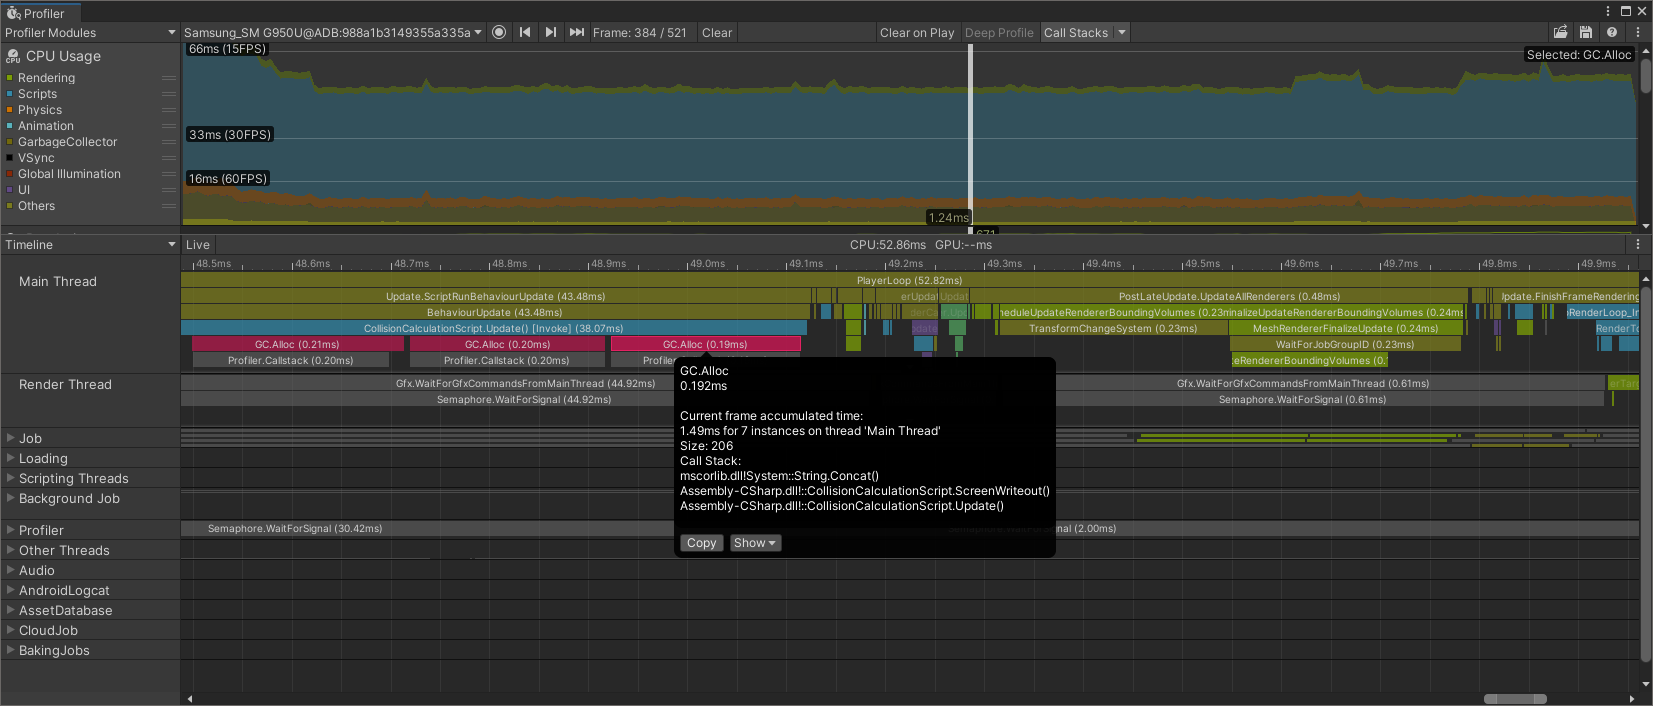 Profiler
Profiler Modules
Samsung_SM G950U@ADB:988a1b3149355a335a
Frame: 384 / 521
Clear
Clear on Play
Deep Profile
Call Stacks
CPU Usage
Rendering
Scripts
Physics
Animation
GarbageCollector
VSync
Global Illumination
UI
Others
66ms (15FPS)
Selected: GC.Alloc
33ms (30FPS)
16ms (60FPS)
1.24ms
Timeline
Live
CPU:52.86ms GPU:--ms
48.5ms 48.6ms 48.7ms 48.8ms 48.9ms 49.0ms 49.1ms 49.2ms 49.3ms 49.4ms 49.5ms 49.6ms 49.7ms 49.8ms 49.9ms
Main Thread
PlayerLoop (52.82ms)
Update.ScriptRunBehaviourUpdate (43.48ms)
PostLateUpdate.UpdateAllRenderers (0.48ms)
Jpdate.FinishFrameRendering
BehaviourUpdate (43.48ms)
heduleUpdateRendererBoundingVolumes (0.23m
inalizeUpdateRendererBoundingVolumes (0.24m
RenderLoop_In
CollisionCalculationScript.Update() [Invoke] (38.07ms)
TransformChangeSystem (0.23ms)
MeshRendererFinalizeUpdate (0.24ms)
RenderTo
GC.Alloc (0.21ms)
GC.Alloc (0.20ms)
GC.Alloc (0.19ms)
WaitForJobGroupID (0.23ms)
Profiler.Callstack (0.20ms)
Profiler.Callstack (0.20ms)
Profile
eRendererBoundingVolumes (0.
Render Thread
Gfx.WaitForGfxCommandsFromMainThread (44.92ms)
Gfx.WaitForGfxCommandsFromMainThread (0.61ms)
Semaphore.WaitForSignal (44.92ms)
Semaphore.WaitForSignal (0.61ms)
GC.Alloc
0.192ms
Current frame accumulated time:
1.49ms for 7 instances on thread 'Main Thread'
Size: 206
Call Stack:
mscorlib.dll!System::String.Concat()
Assembly-CSharp.dll!::CollisionCalculationScript.ScreenWriteout()
Assembly-CSharp.dll!::CollisionCalculationScript.Update()
Copy
Show
Job
Loading
Scripting Threads
Background Job
Profiler
Semaphore.WaitForSignal (30.42ms)
al (2.00ms)
Other Threads
Audio
AndroidLogcat
AssetDatabase
CloudJob
BakingJobs